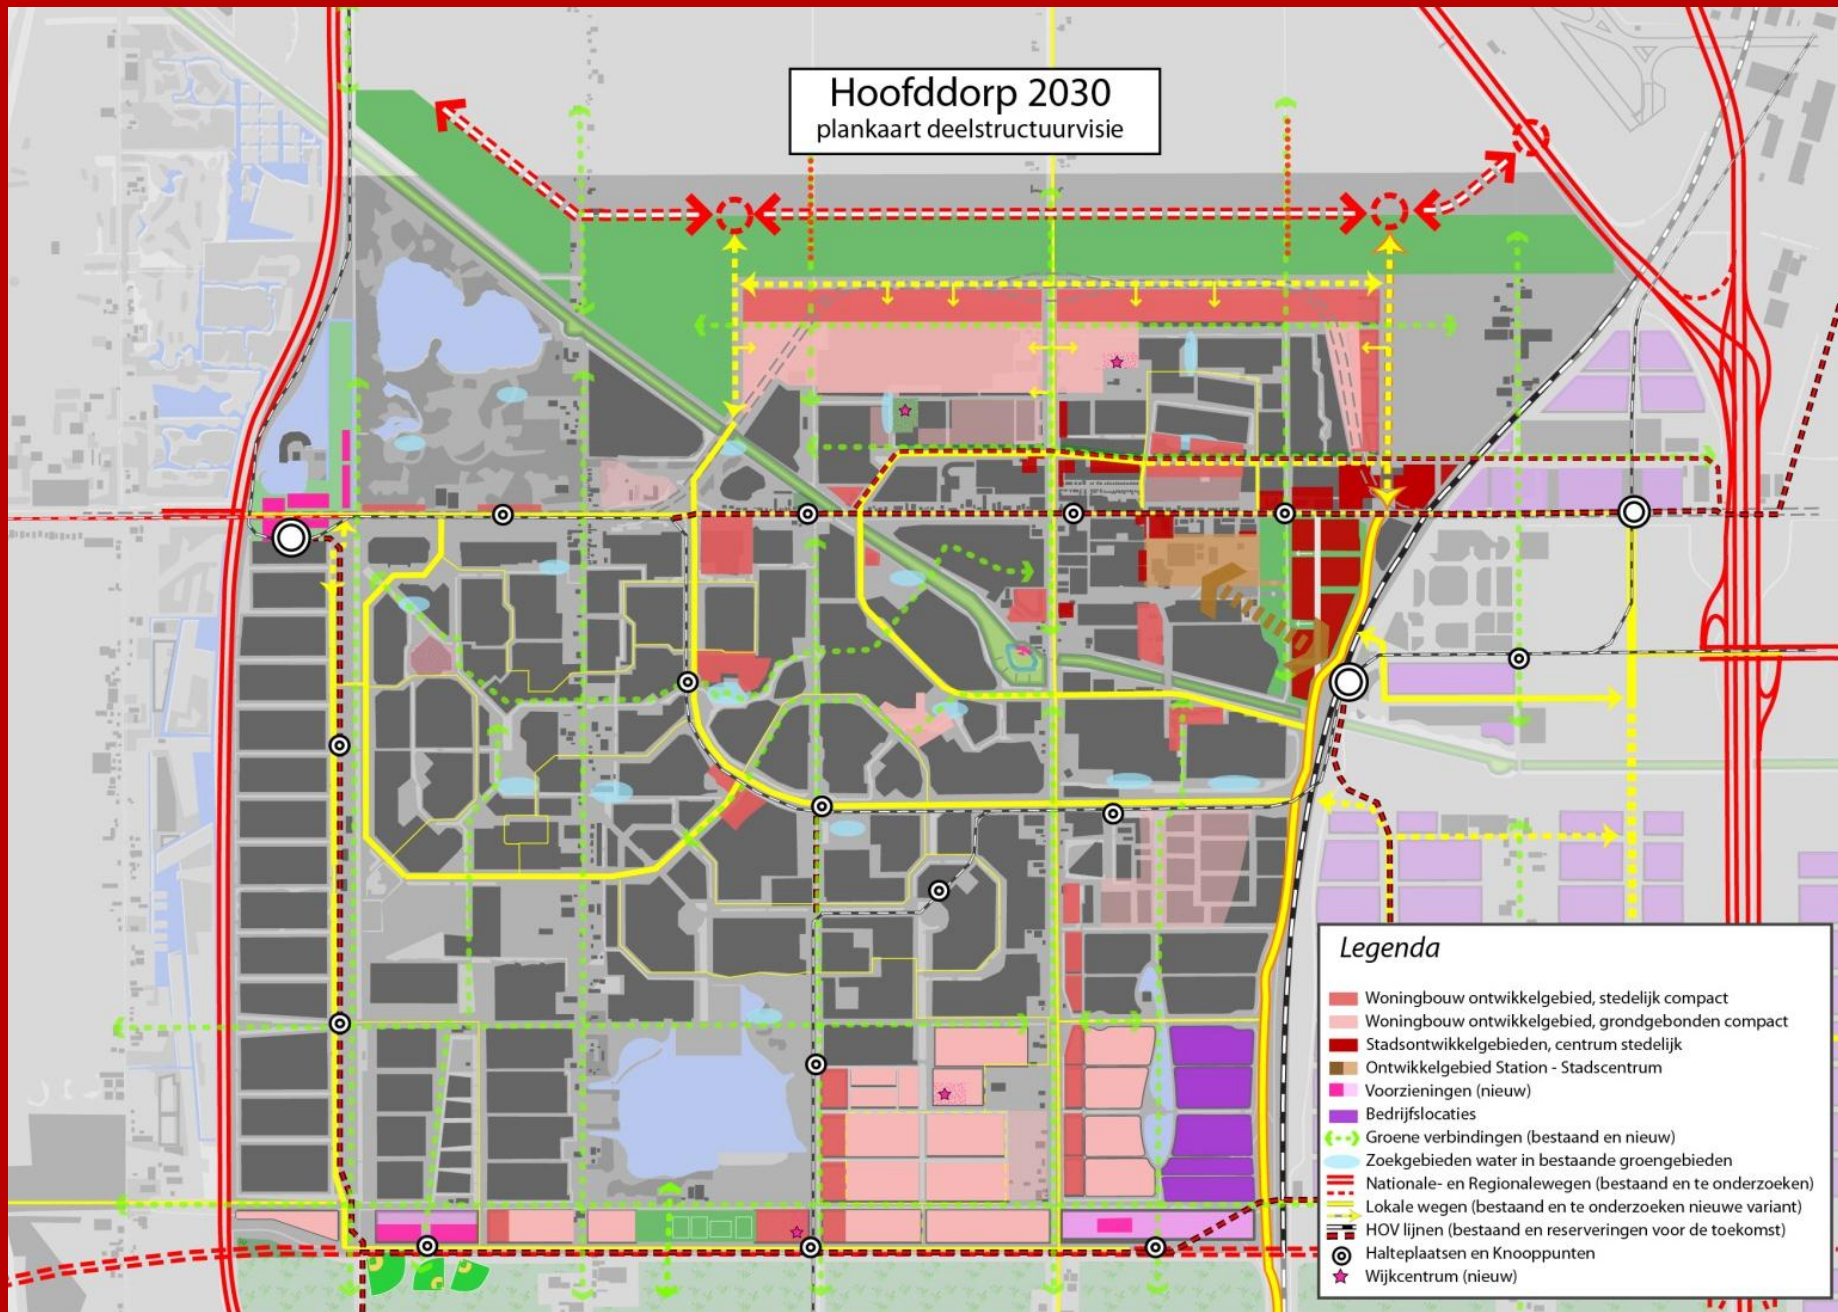 Hoofddorp 2030
plankaart deelstructuurvisie
Legenda
Woningbouw ontwikkelgebied, stedelijk compact
Woningbouw ontwikkelgebied, grondgebonden compact
Stadsontwikkelgebieden, centrum stedelijk
Ontwikkelgebied Station - Stadscentrum
Voorzieningen (nieuw)
Bedrijfslocaties
Groene verbindingen (bestaand en nieuw)
Zoekgebieden water in bestaande groengebieden
Nationale- en Regionalewegen (bestaand en te onderzoeken)
Lokale wegen (bestaand en te onderzoeken nieuwe variant)
HOV lijnen (bestaand en reserveringen voor de toekomst)
Halteplaatsen en Knooppunten
Wijkcentrum (nieuw)